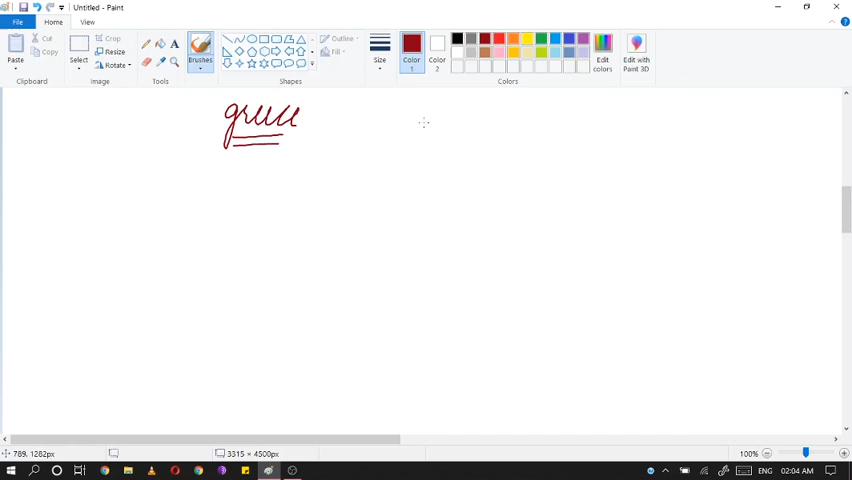 Untitled - Paint
File Home View
Paste
Cut
Copy
Clipboard
Select
Crop
Resize
Rotate
Image
Tools
Brushes
Shapes
Outline
Fill
Size
Color 1
Color 2
Colors
Edit colors
Edit with Paint 3D
789, 1282px
3315 × 4500px
100%
ENG
02:04 AM